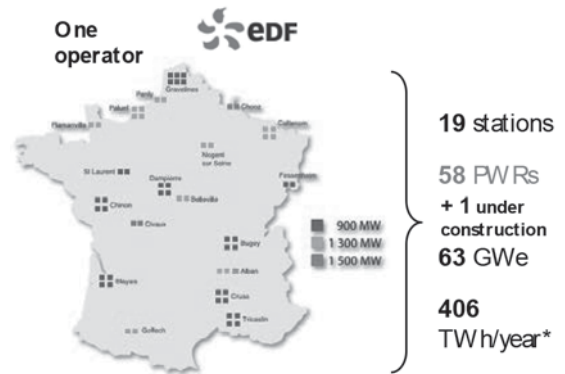 One
operator
eDF
Gravelines
Penly
Paluel
Chooz
Flamanville
Cattenom
Nogent
sur Seine
Fessenheim
St Laurent
Dampierre
Belleville
Chinon
Civaux
Bugey
Blayais
St Alban
Cruas
Tricastin
Golfech
900 MW
1 300 MW
1 500 MW
19 stations
58 PWRs
+ 1 under
construction
63 GWe
406
TWh/year*